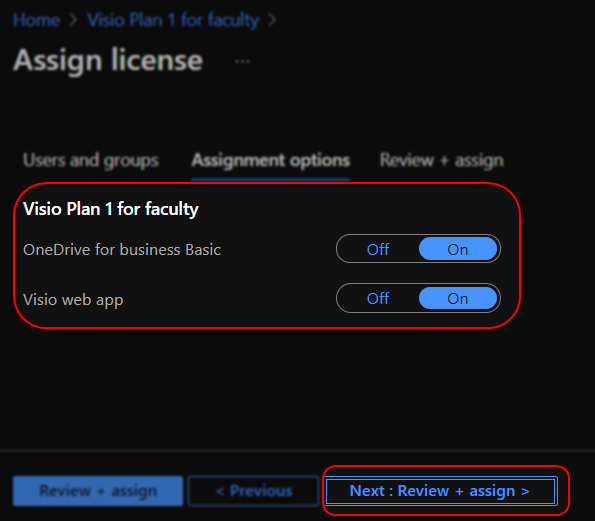 Home > Visio Plan 1 for faculty >
Assign license ...
Users and groups Assignment options Review + assign
Visio Plan 1 for faculty
OneDrive for business Basic Off On
Visio web app Off On
Review + assign < Previous Next : Review + assign >